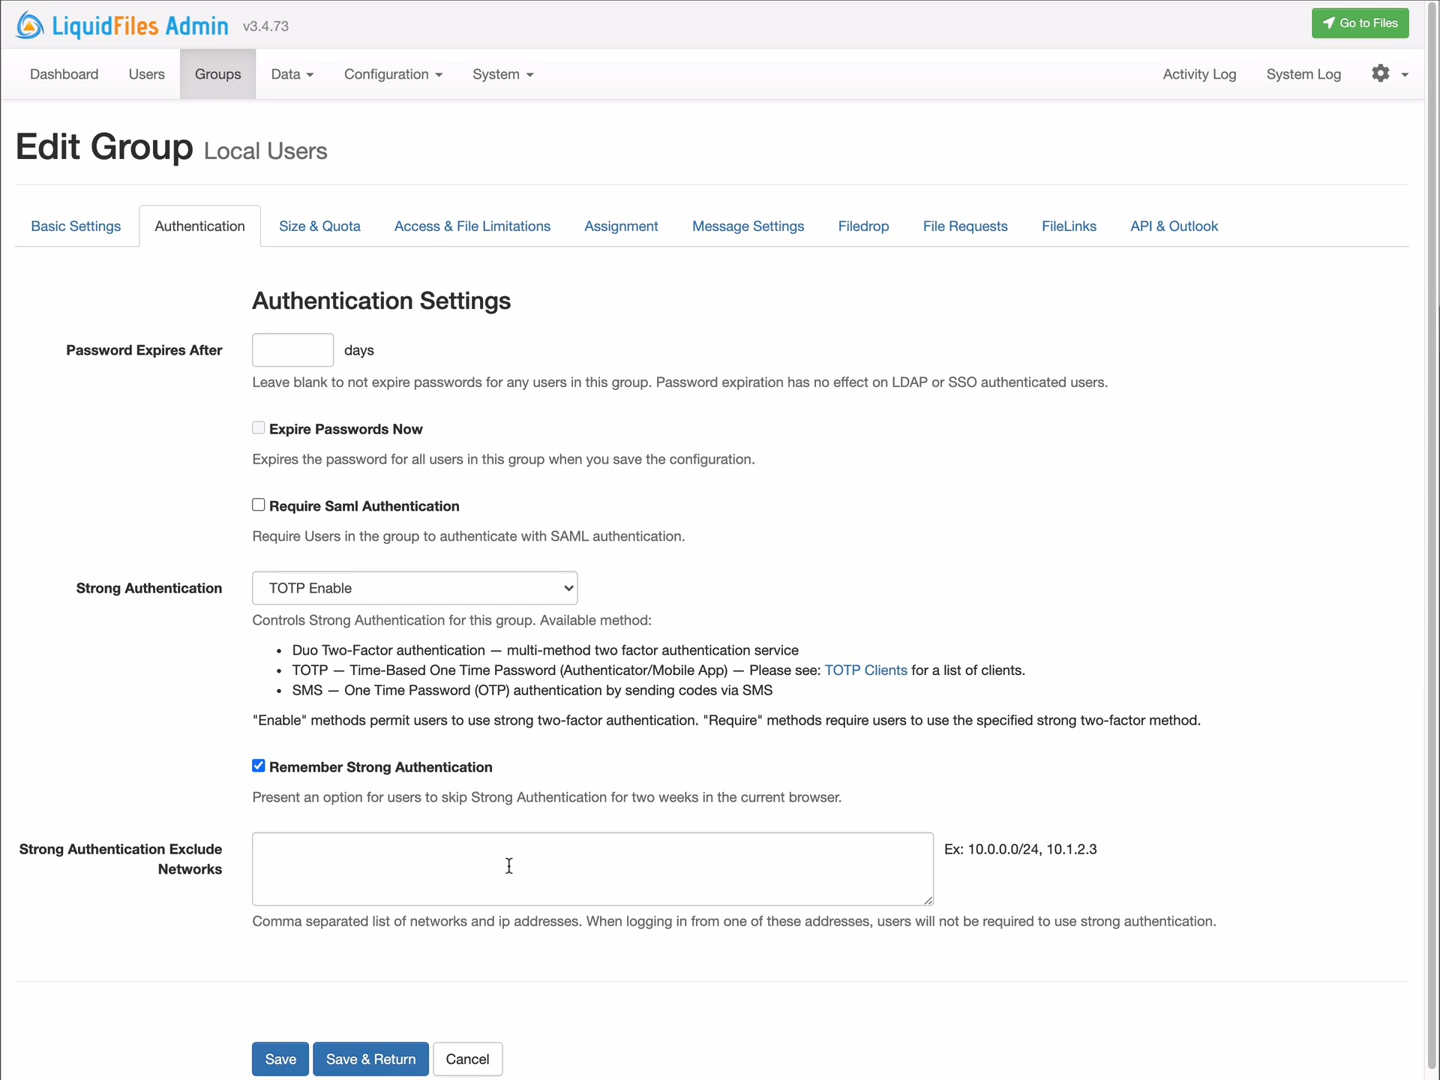 LiquidFiles Admin v3.4.73
Go to Files
Dashboard Users Groups Data Configuration System Activity Log System Log
Edit Group Local Users
Basic Settings Authentication Size & Quota Access & File Limitations Assignment Message Settings Filedrop File Requests FileLinks API & Outlook
Authentication Settings
Password Expires After days
Leave blank to not expire passwords for any users in this group. Password expiration has no effect on LDAP or SSO authenticated users.
Expire Passwords Now
Expires the password for all users in this group when you save the configuration.
Require Saml Authentication
Require Users in the group to authenticate with SAML authentication.
Strong Authentication TOTP Enable
Controls Strong Authentication for this group. Available method:
• Duo Two-Factor authentication — multi-method two factor authentication service
• TOTP — Time-Based One Time Password (Authenticator/Mobile App) — Please see: TOTP Clients for a list of clients.
• SMS — One Time Password (OTP) authentication by sending codes via SMS
"Enable" methods permit users to use strong two-factor authentication. "Require" methods require users to use the specified strong two-factor method.
Remember Strong Authentication
Present an option for users to skip Strong Authentication for two weeks in the current browser.
Strong Authentication Exclude
Networks
Ex: 10.0.0.0/24, 10.1.2.3
Comma separated list of networks and ip addresses. When logging in from one of these addresses, users will not be required to use strong authentication.
Save Save & Return Cancel